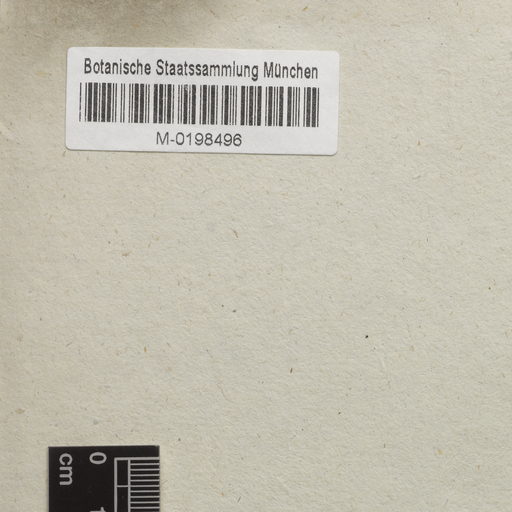 Botanische Staatssammlung München
M-0198496
0
cm